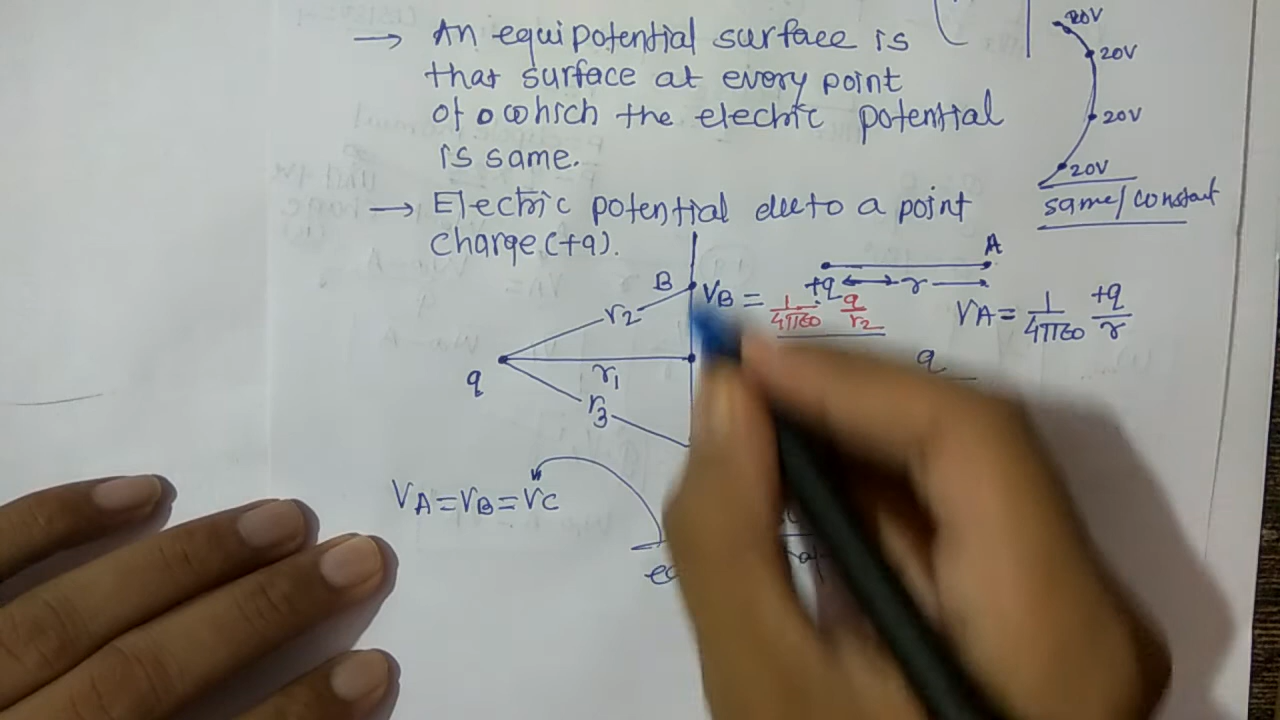 → An equipotential surface is
that surface at every point
of which the electric potential
is same.
20V
20V
20V
20V
same/constant
→ Electric potential due to a point
charge (+q).
A
+q
r
VA = 1/4πϵ0 +q/r
B
VB = 1/4πϵ0 q/r2
r2
q
r1
r3
q
VA = VB = VC